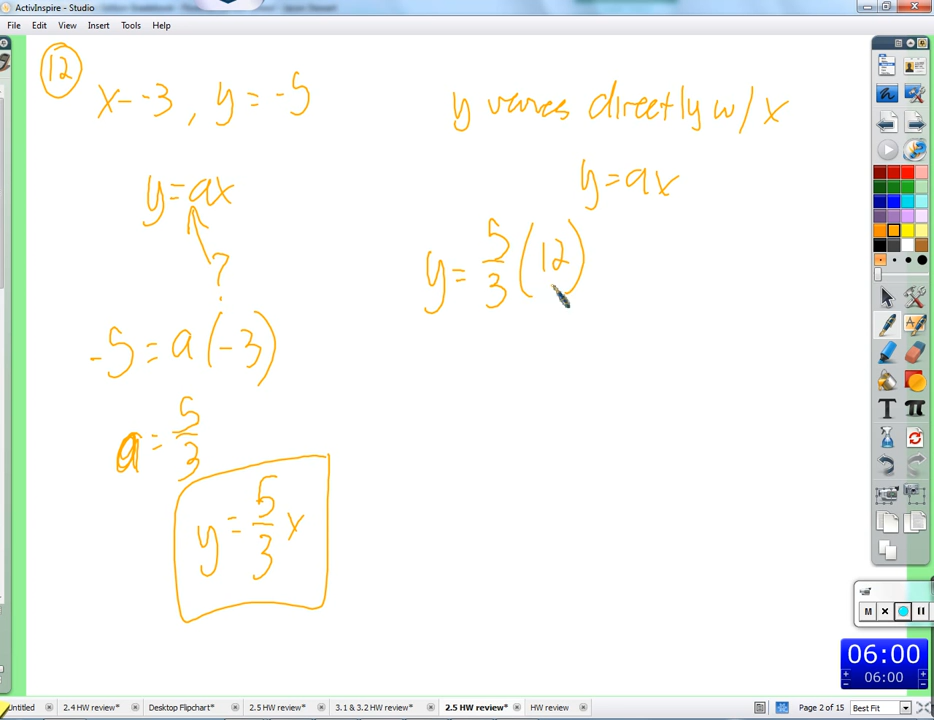 ActivInspire - Studio
File Edit View Insert Tools Help
12
x--3, y = -5
y varies directly w/ x
y=ax
?
-5 = a(-3)
a = 5/3
y = 5/3 x
y=ax
y = 5/3 (12)
M
06:00
06:00
Untitled 2.4 HW review* Desktop Flipchart* 2.5 HW review* 3.1 & 3.2 HW review* 2.5 HW review* HW review Page 2 of 15 Best Fit